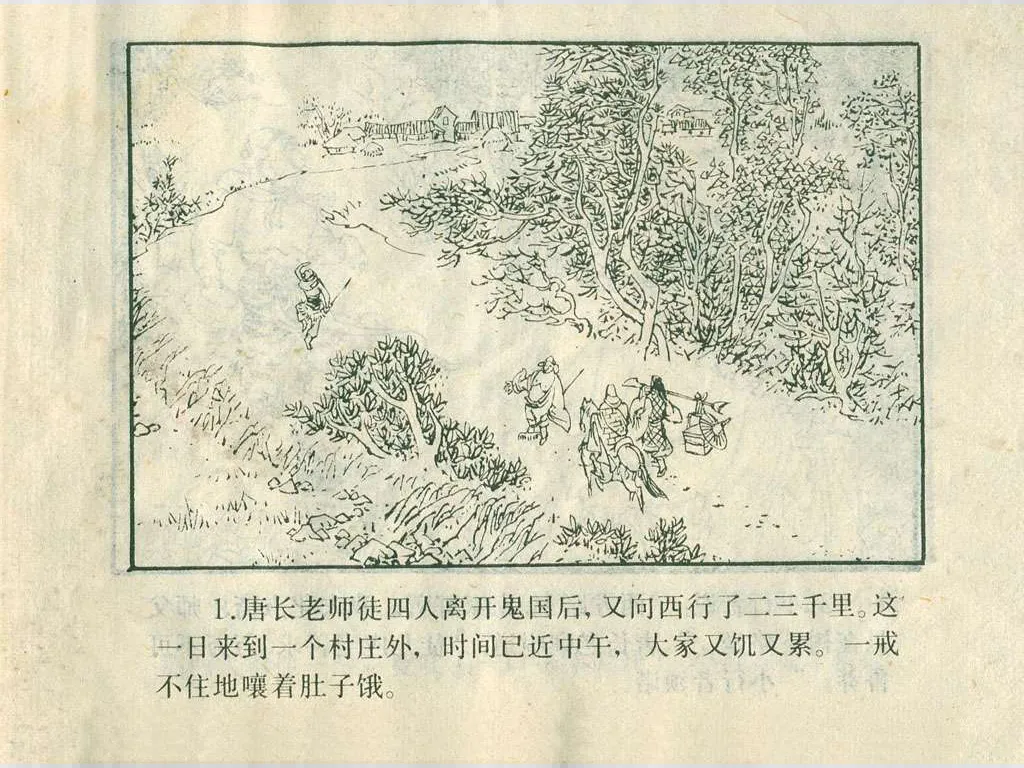 1.唐长老师徒四人离开鬼国后,又向西行了二三千里。这
一日来到一个村庄外,时间已近中午,大家又饥又累。一戒
不住地嚷着肚子饿。